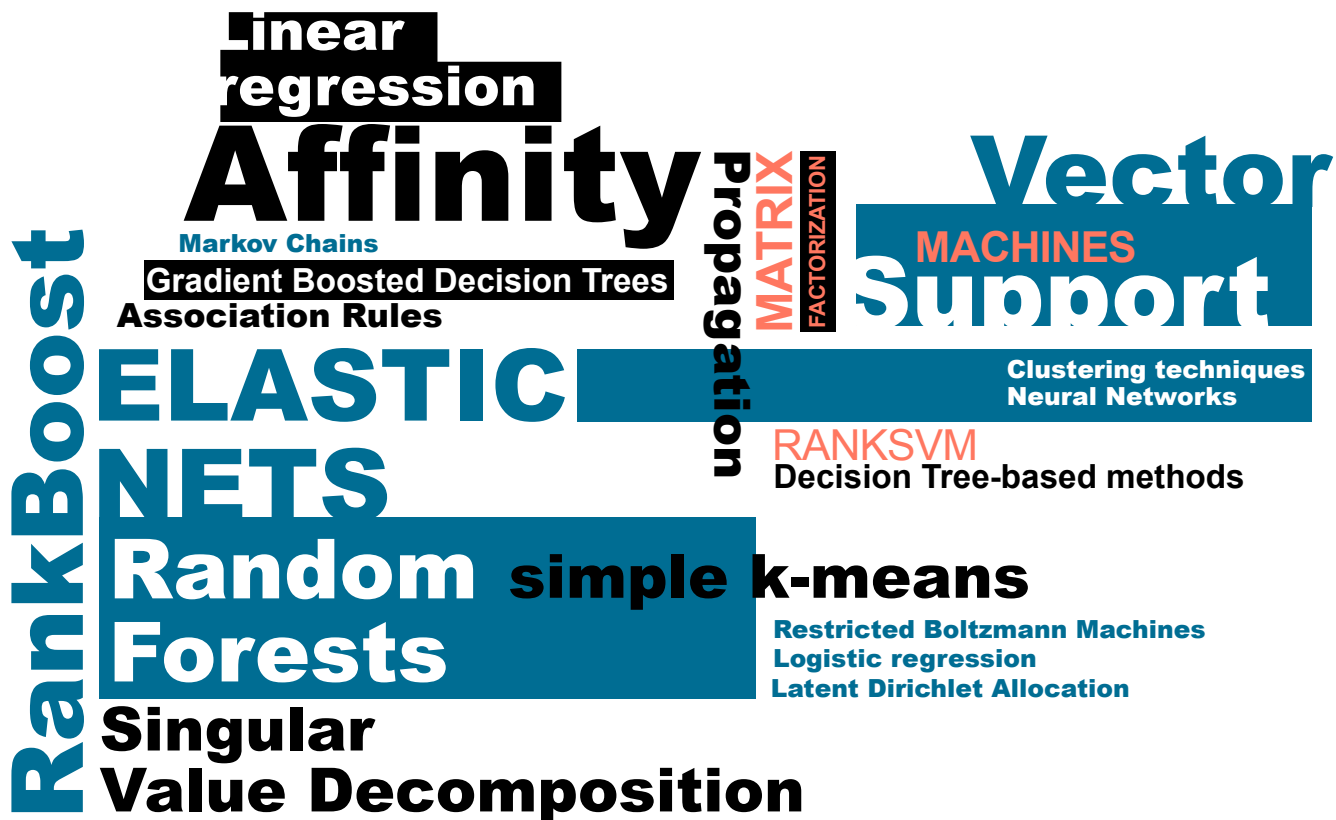 Linear
regression
Affinity
Propagation
MATRIX
FACTORIZATION
Vector
MACHINES
Support
Markov Chains
Gradient Boosted Decision Trees
Association Rules
RankBoost
ELASTIC
NETS
Clustering techniques
Neural Networks
RANKSVM
Decision Tree-based methods
Random
Forests
simple k-means
Restricted Boltzmann Machines
Logistic regression
Latent Dirichlet Allocation
Singular
Value Decomposition